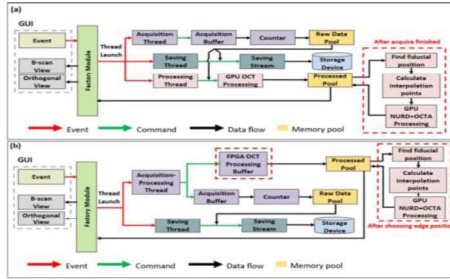 (a)
GUI
Event
B-scan
View
Orthogonal
View
Factory Module
Thread
Launch
Acquisition
Thread
Acquisition
Buffer
Counter
Raw Data
Pool
Saving
Thread
Saving
Stream
Storage
Device
Processing
Thread
GPU OCT
Processing
Processed
Pool
After acquire finished
Find fiducial
position
Calculate
interpolation
points
GPU
NURD+OCTA
Processing
Event
Command
Data flow
Memory pool
(b)
GUI
Event
B-scan
View
Orthogonal
View
Factory Module
Thread
Launch
Acquisition-
Processing
Thread
FPGA OCT
Processing
Buffer
Processed
Pool
Acquisition
Buffer
Counter
Raw Data
Pool
Saving
Thread
Saving
Stream
Storage
Device
Find fiducial
position
Calculate
interpolation
points
GPU
NURD+OCTA
Processing
After choosing edge position
Event
Command
Data flow
Memory pool